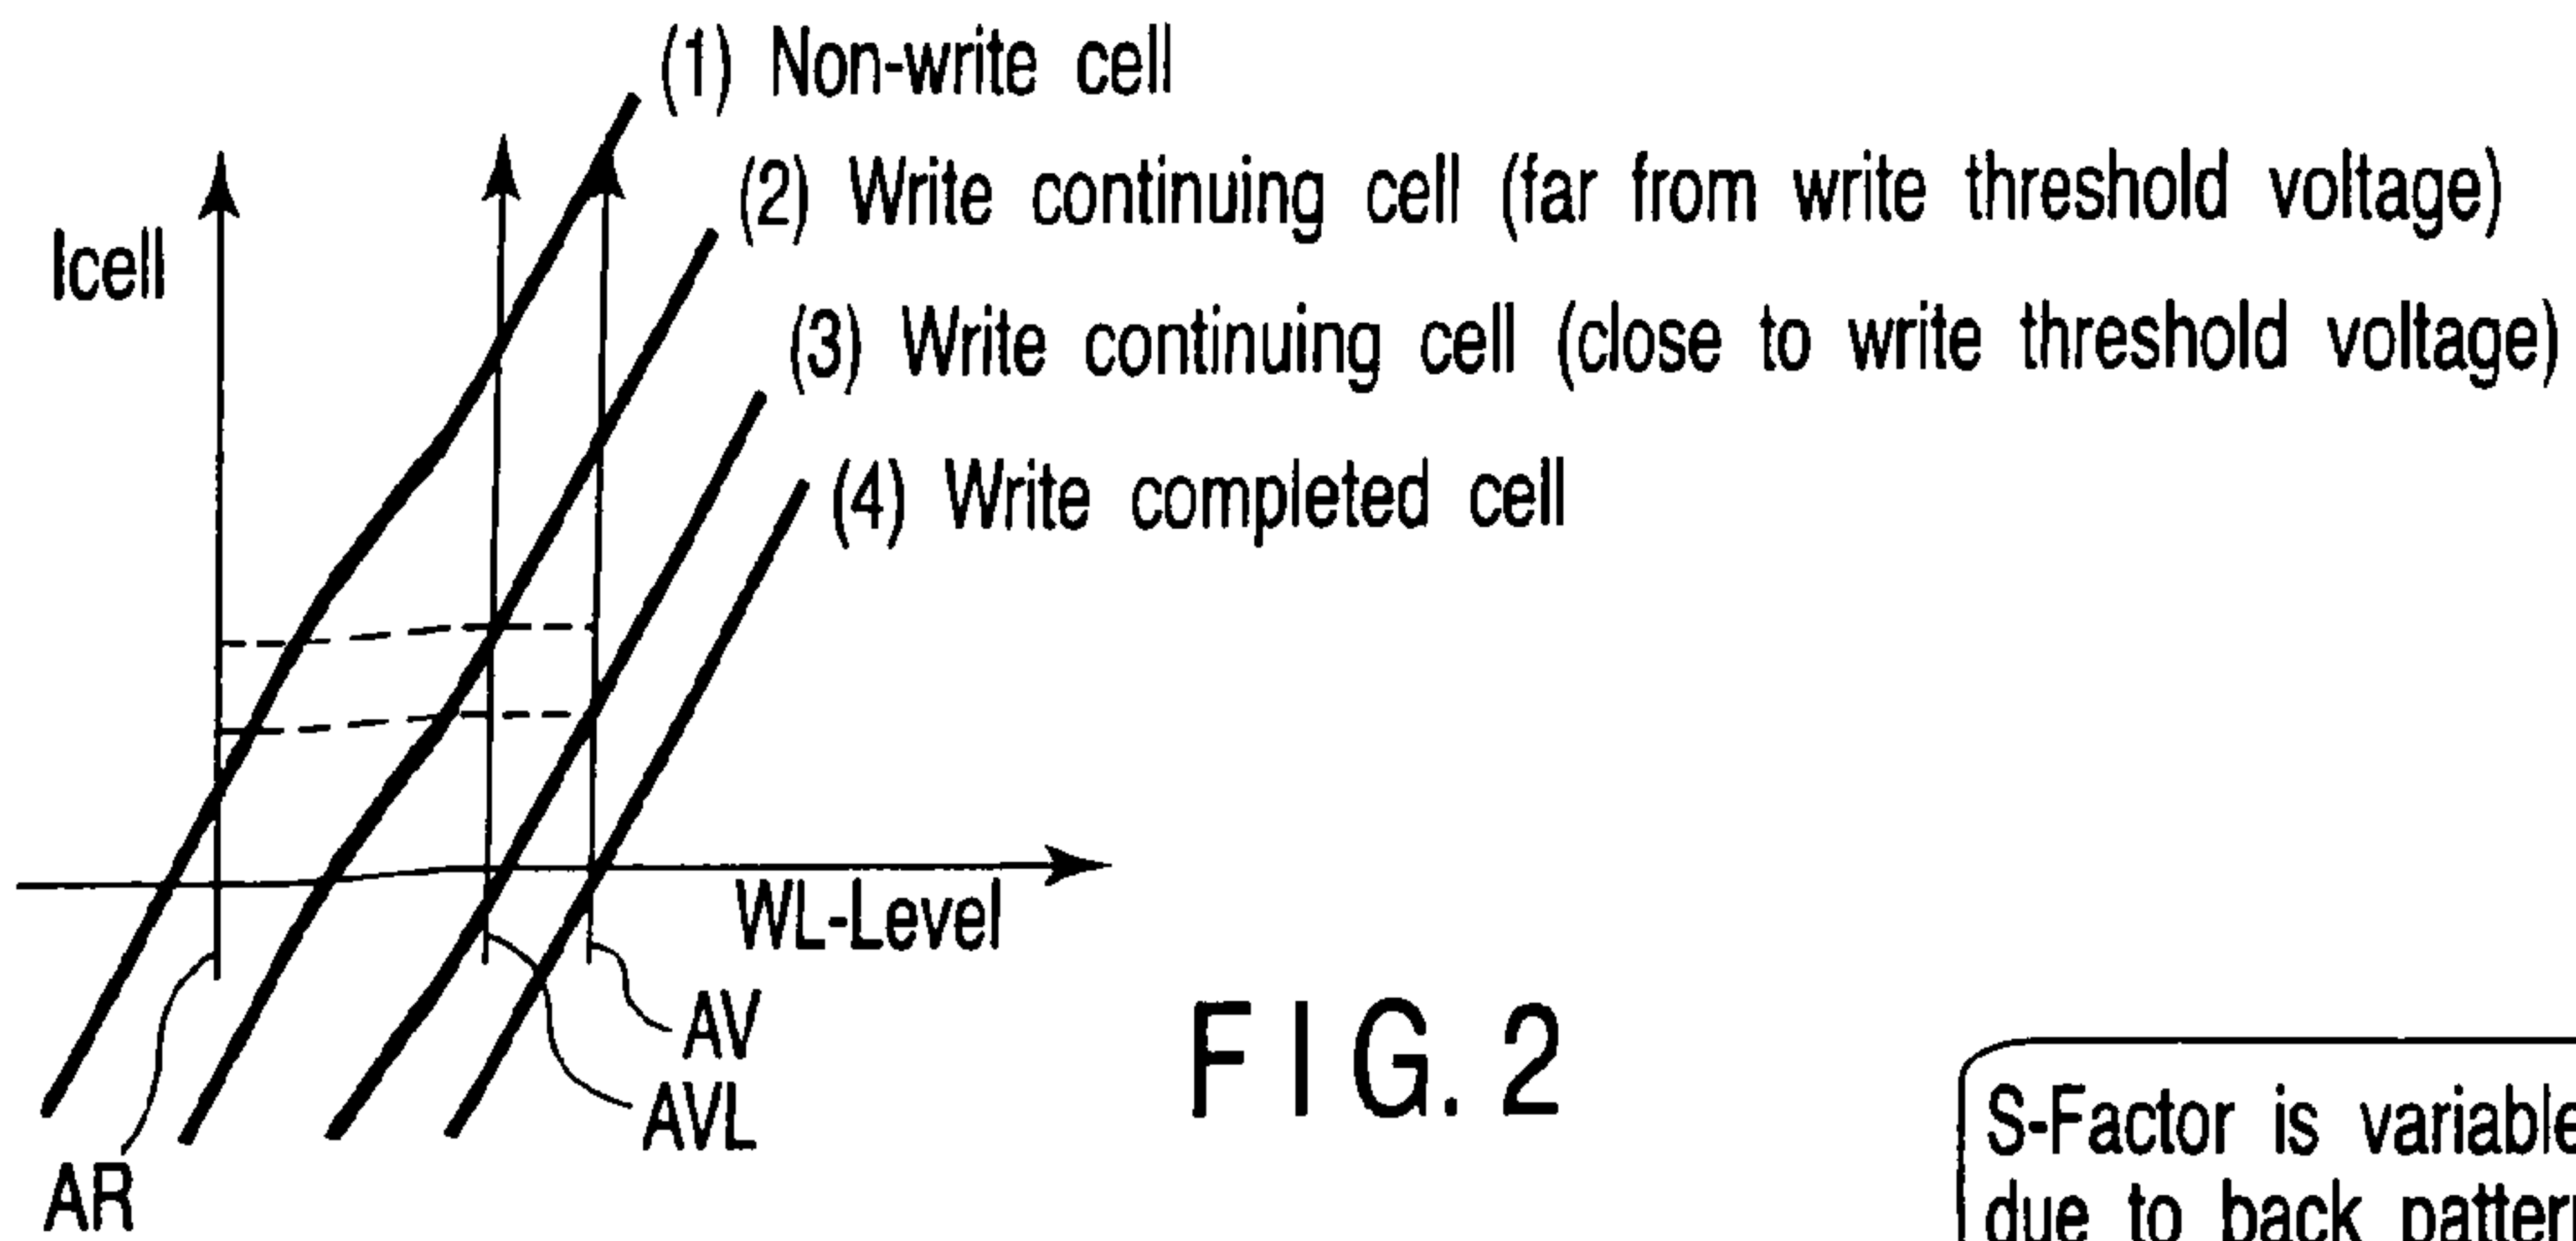 (1) Non-write cell
(2) Write continuing cell (far from write threshold voltage)
Icell
(3) Write continuing cell (close to write threshold voltage)
(4) Write completed cell
WL-Level
AV
AVL
AR
FIG. 2
S-Factor is variable
due to back pattern